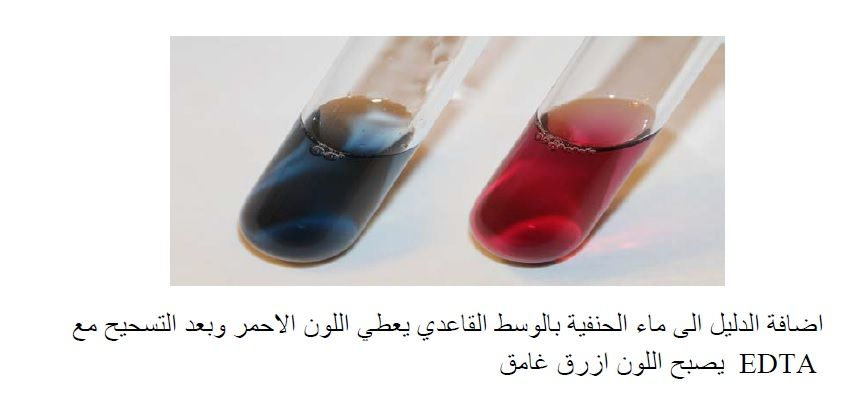 اضافة الدليل الى ماء الحنفية بالوسط القاعدي يعطي اللون الاحمر وبعد التسحيح مع
EDTA يصبح اللون ازرق غامق